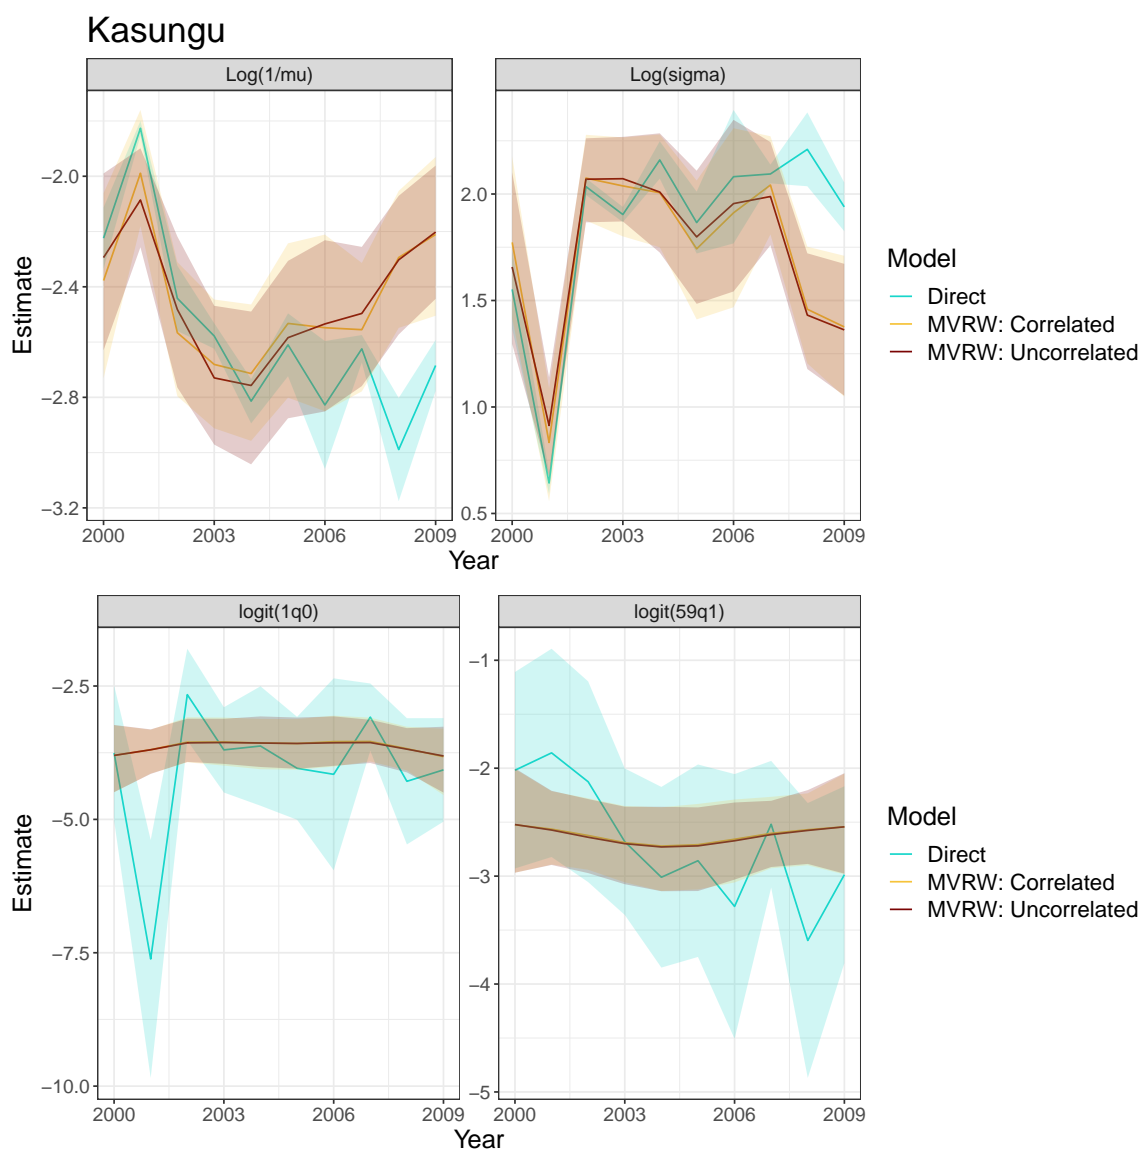 Kasungu
Log(1/mu)
Log(sigma)
Estimate
−2.0
−2.4
−2.8
−3.2
2.0
1.5
1.0
0.5
2000 2003 2006 2009
2000 2003 2006 2009
Year
Model
Direct
MVRW: Correlated
MVRW: Uncorrelated
logit(1q0)
logit(59q1)
Estimate
−2.5
−5.0
−7.5
−10.0
−1
−2
−3
−4
−5
2000 2003 2006 2009
2000 2003 2006 2009
Year
Model
Direct
MVRW: Correlated
MVRW: Uncorrelated